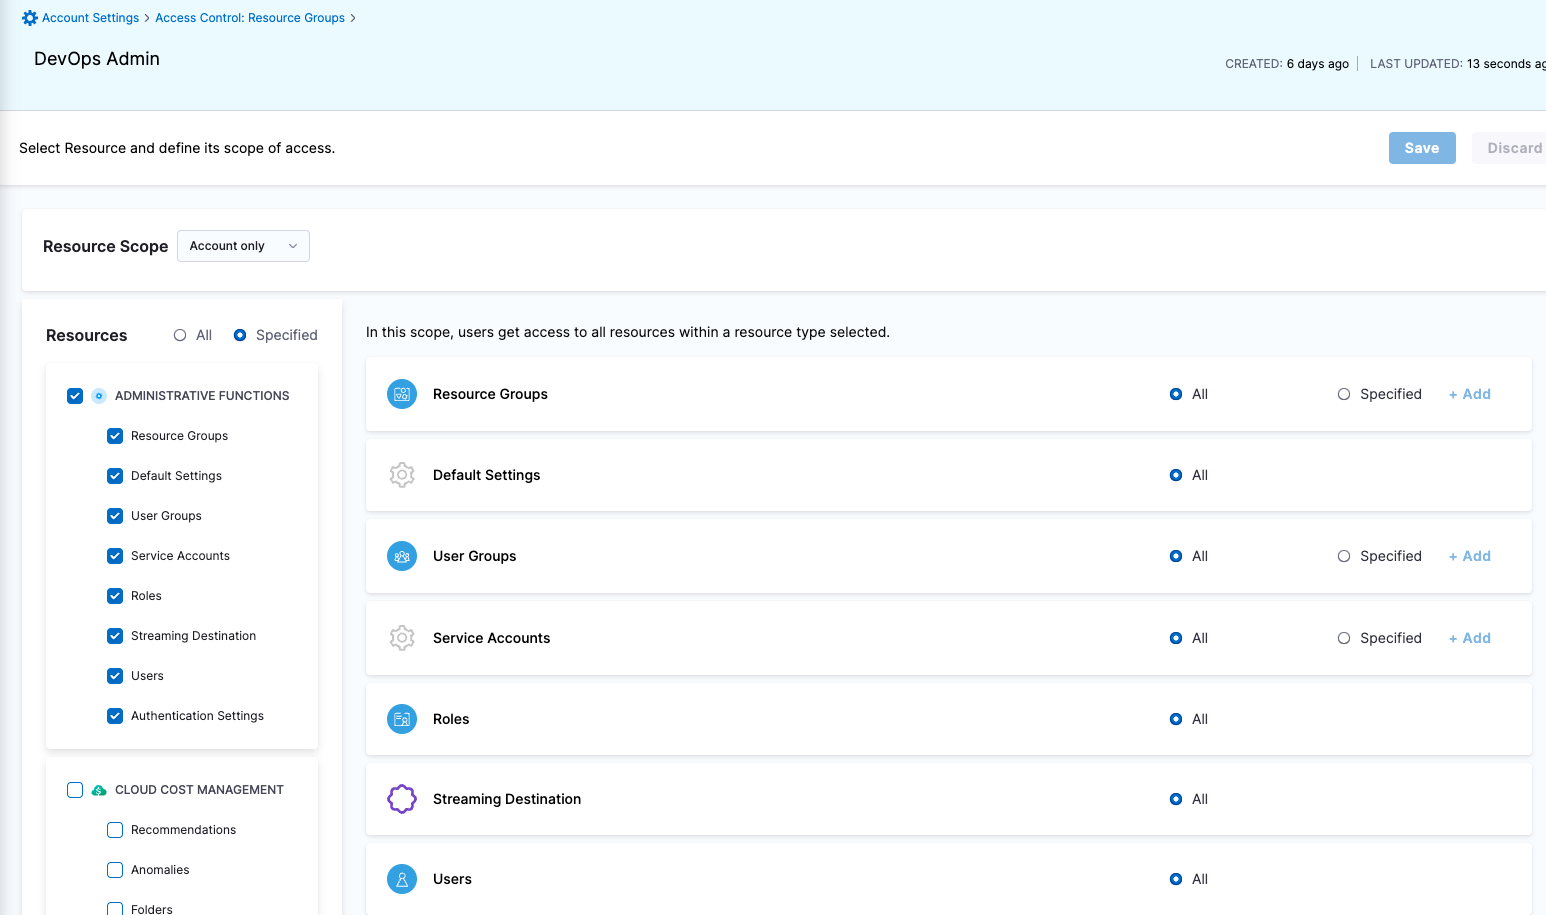 Account Settings > Access Control: Resource Groups >
DevOps Admin
CREATED: 6 days ago | LAST UPDATED: 13 seconds
Select Resource and define its scope of access.
Save
Discard
Resource Scope
Account only
Resources
All
Specified
ADMINISTRATIVE FUNCTIONS
Resource Groups
Default Settings
User Groups
Service Accounts
Roles
Streaming Destination
Users
Authentication Settings
CLOUD COST MANAGEMENT
Recommendations
Anomalies
Folders
In this scope, users get access to all resources within a resource type selected.
Resource Groups
All
Specified
+ Add
Default Settings
All
User Groups
All
Specified
+ Add
Service Accounts
All
Specified
+ Add
Roles
All
Streaming Destination
All
Users
All